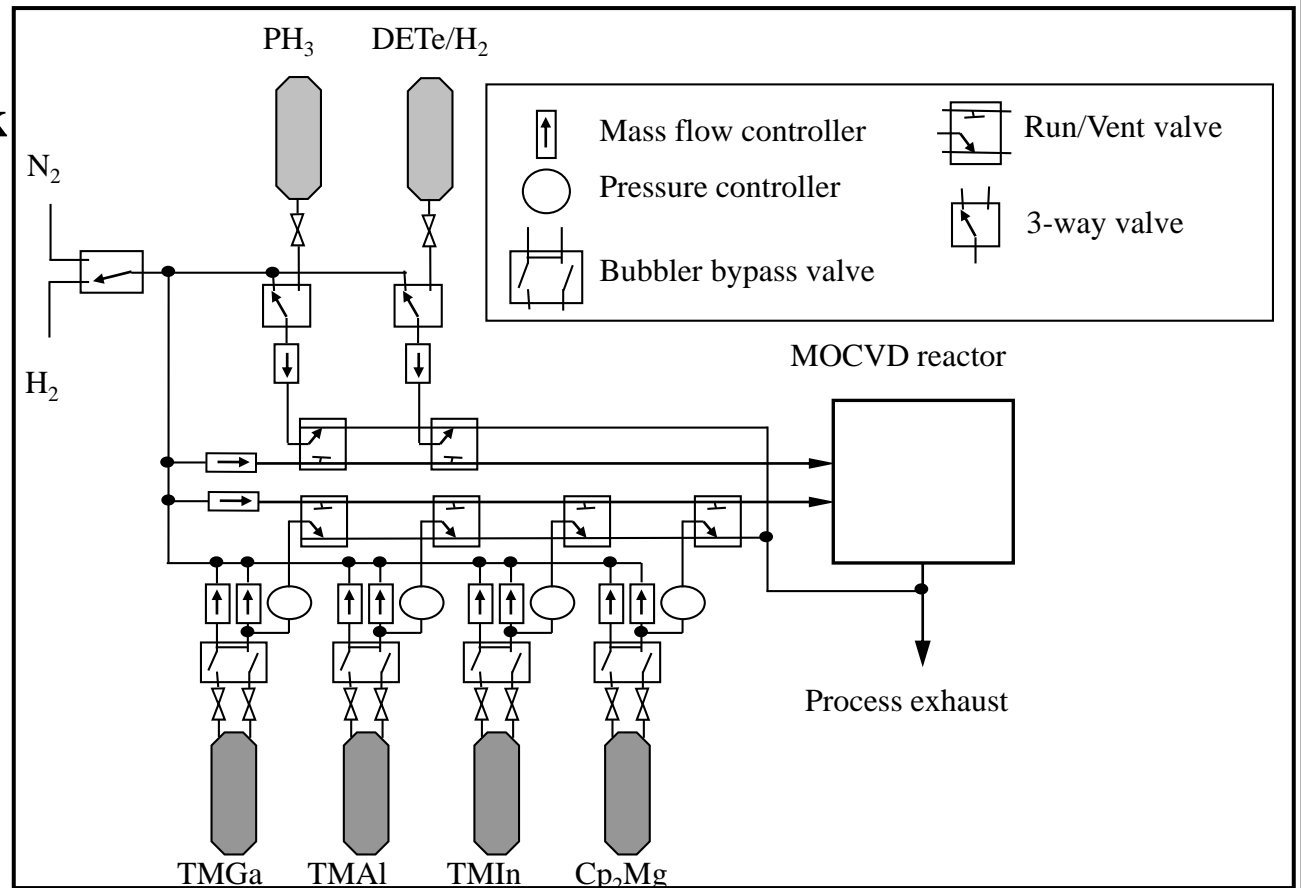 PH₃
DETe/H₂
k
N₂
H₂
Mass flow controller
Pressure controller
Bubbler bypass valve
Run/Vent valve
3-way valve
MOCVD reactor
Process exhaust
TMGa
TMAl
TMIn
Cp₂Mg